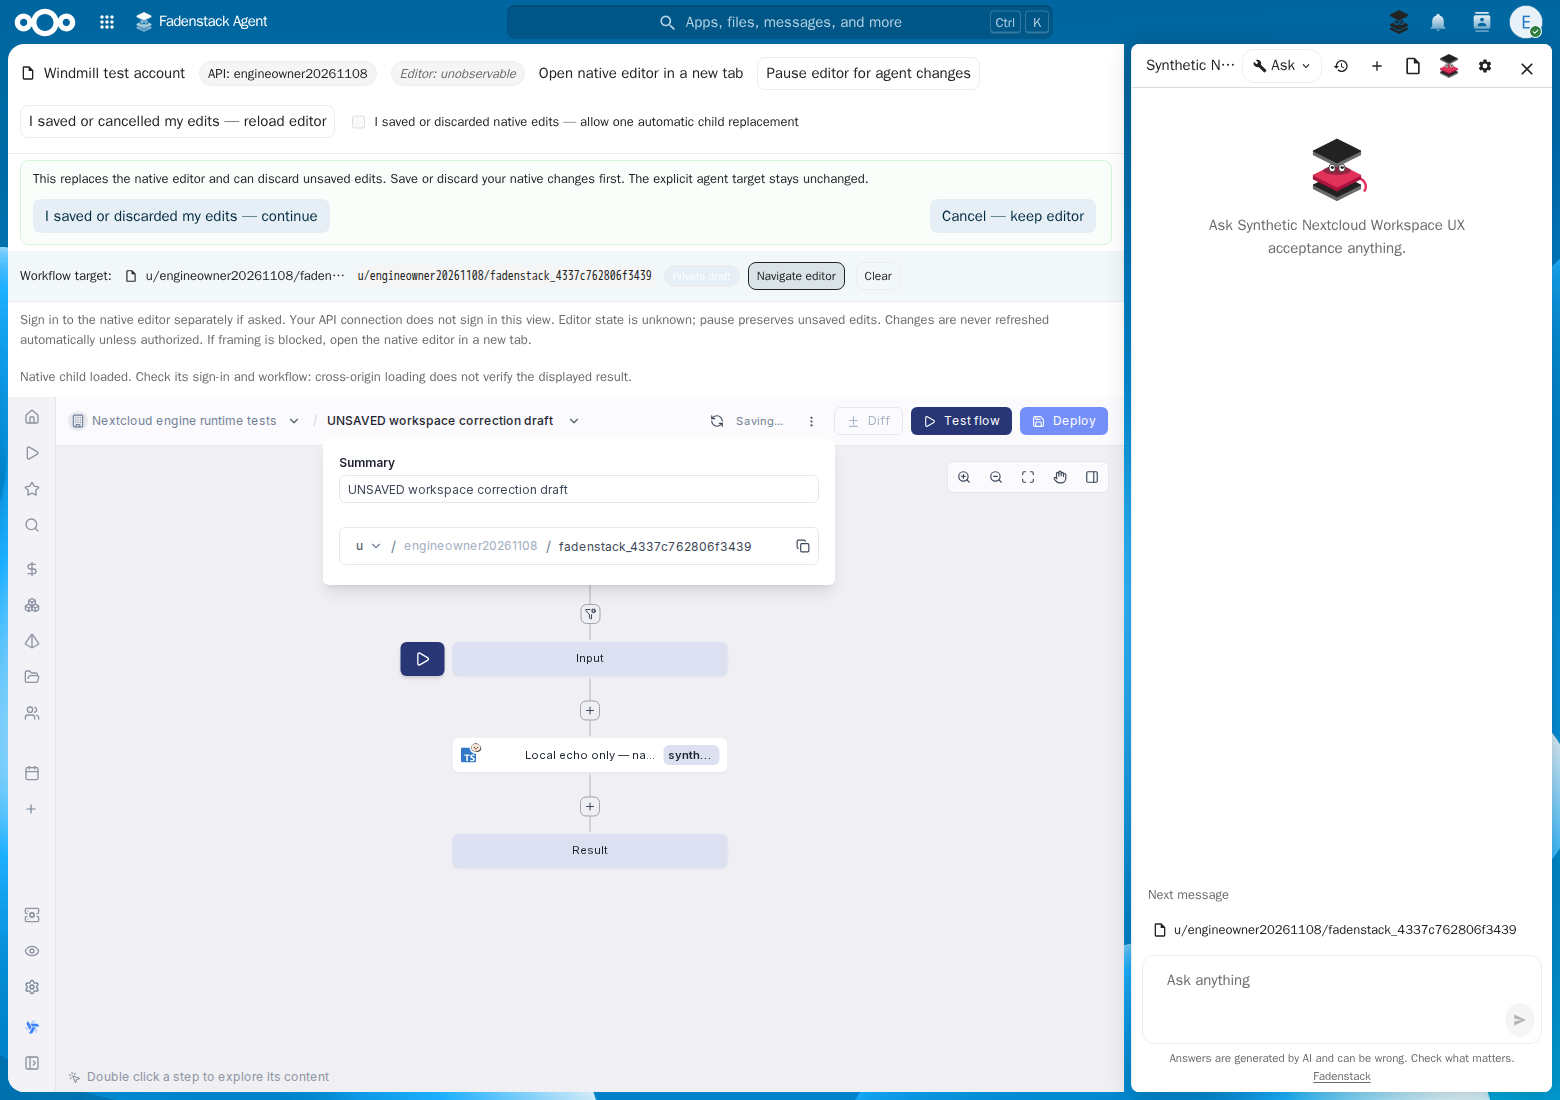 Fadenstack Agent
Apps, files, messages, and more
Ctrl
K
E
Windmill test account
API: engineowner20261108
Editor: unobservable
Open native editor in a new tab
Pause editor for agent changes
I saved or cancelled my edits — reload editor
I saved or discarded native edits — allow one automatic child replacement
This replaces the native editor and can discard unsaved edits. Save or discard your native changes first. The explicit agent target stays unchanged.
I saved or discarded my edits — continue
Cancel — keep editor
Workflow target:
u/engineowner20261108/faden···
u/engineowner20261108/fadenstack_4337c762806f3439
Private draft
Navigate editor
Clear
Sign in to the native editor separately if asked. Your API connection does not sign in this view. Editor state is unknown; pause preserves unsaved edits. Changes are never refreshed
automatically unless authorized. If framing is blocked, open the native editor in a new tab.
Native child loaded. Check its sign-in and workflow: cross-origin loading does not verify the displayed result.
Nextcloud engine runtime tests
/
UNSAVED workspace correction draft
Saving...
Diff
Test flow
Deploy
Summary
UNSAVED workspace correction draft
u / engineowner20261108 / fadenstack_4337c762806f3439
Input
TS
Local echo only — na...
synth...
Result
Double click a step to explore its content
Synthetic N···
Ask
Ask Synthetic Nextcloud Workspace UX
acceptance anything.
Next message
u/engineowner20261108/fadenstack_4337c762806f3439
Ask anything
Answers are generated by AI and can be wrong. Check what matters.
Fadenstack